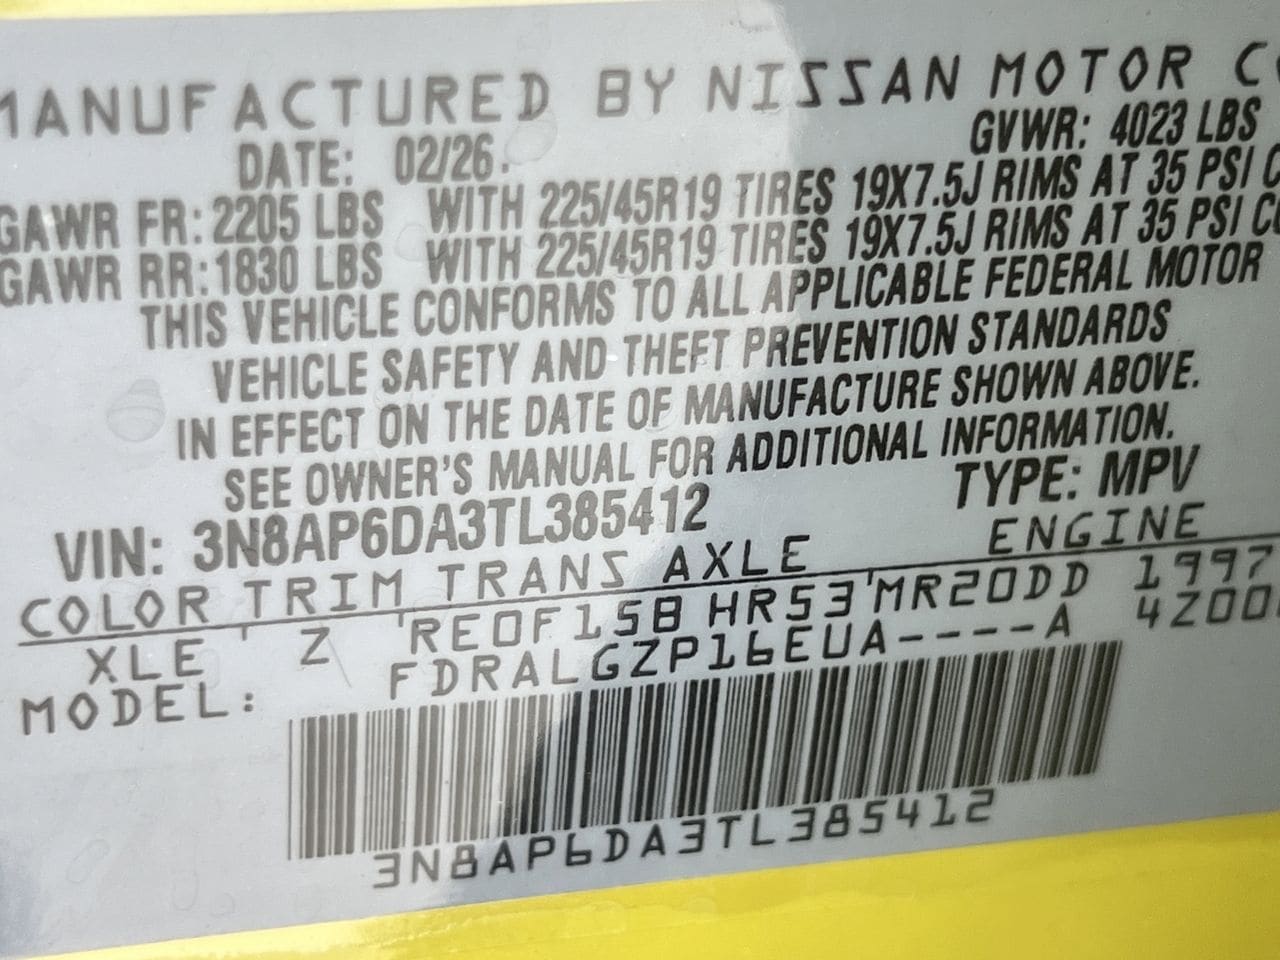 MANUFACTURED BY NISSAN MOTOR CO
DATE: 02/26. GVWR: 4023 LBS
GAWR FR: 2205 LBS WITH 225/45R19 TIRES 19X7.5J RIMS AT 35 PSI C
GAWR RR: 1830 LBS WITH 225/45R19 TIRES 19X7.5J RIMS AT 35 PSI CO
THIS VEHICLE CONFORMS TO ALL APPLICABLE FEDERAL MOTOR
VEHICLE SAFETY AND THEFT PREVENTION STANDARDS
IN EFFECT ON THE DATE OF MANUFACTURE SHOWN ABOVE.
SEE OWNER'S MANUAL FOR ADDITIONAL INFORMATION.
VIN: 3N8AP6DA3TL385412 TYPE: MPV
COLOR TRIM TRANS AXLE ENGINE
XLE Z RE0F15B HR53 MR20DD 1997
MODEL: FDRALGZP16EUA----A 4Z00
3N8AP6DA3TL385412